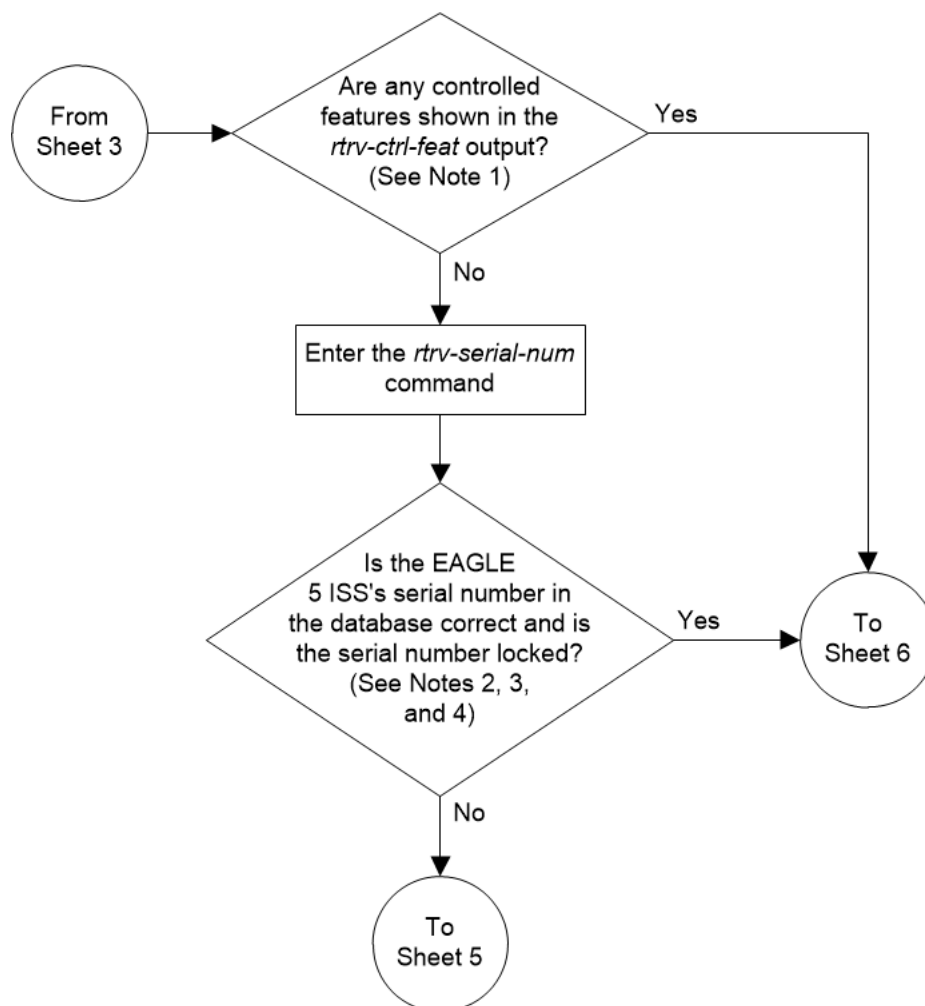 Are any controlled
features shown in the
rtrv-ctrl-feat output?
(See Note 1)
From
Sheet 3
Yes
No
Enter the rtrv-serial-num
command
Is the EAGLE
5 ISS's serial number in
the database correct and is
the serial number locked?
(See Notes 2, 3,
and 4)
Yes
To
Sheet 6
No
To
Sheet 5